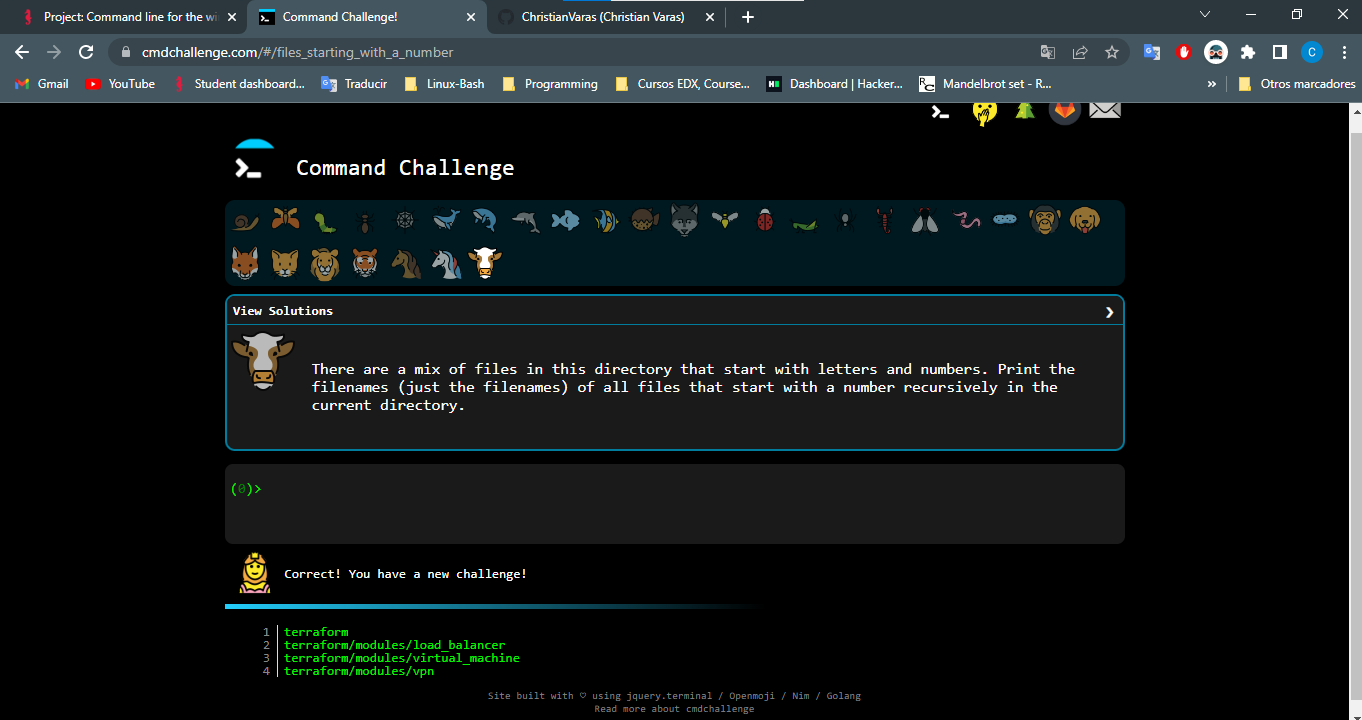 Project: Command line for the wi
Command Challenge!
ChristianVaras (Christian Varas)
cmdchallenge.com/#/files_starting_with_a_number
C
Gmail
YouTube
Student dashboard...
Traducir
Linux-Bash
Programming
Cursos EDX, Course...
Dashboard | Hacker...
Mandelbrot set - R...
»
Otros marcadores
Command Challenge
View Solutions
There are a mix of files in this directory that start with letters and numbers. Print the
filenames (just the filenames) of all files that start with a number recursively in the
current directory.
(0)>
Correct! You have a new challenge!
1 terraform
2 terraform/modules/load_balancer
3 terraform/modules/virtual_machine
4 terraform/modules/vpn
Site built with ♡ using jquery.terminal / Openmoji / Nim / Golang
Read more about cmdchallenge